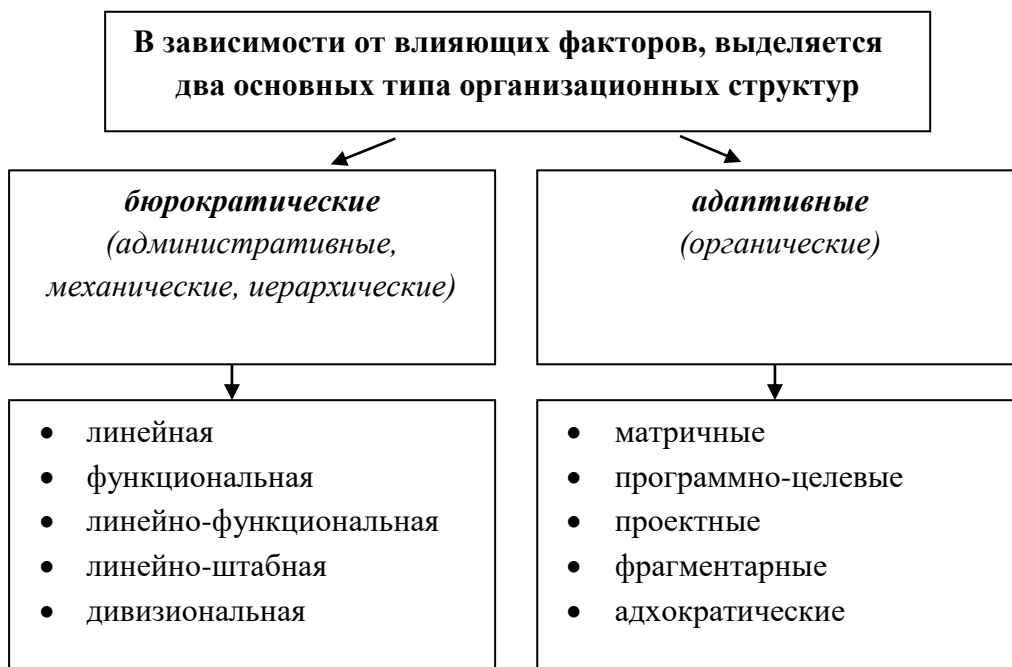 В зависимости от влияющих факторов, выделяется
два основных типа организационных структур
бюрократические
(административные,
механические, иерархические)
адаптивные
(органические)
• линейная
• функциональная
• линейно-функциональная
• линейно-штабная
• дивизиональная
• матричные
• программно-целевые
• проектные
• фрагментарные
• адхократические